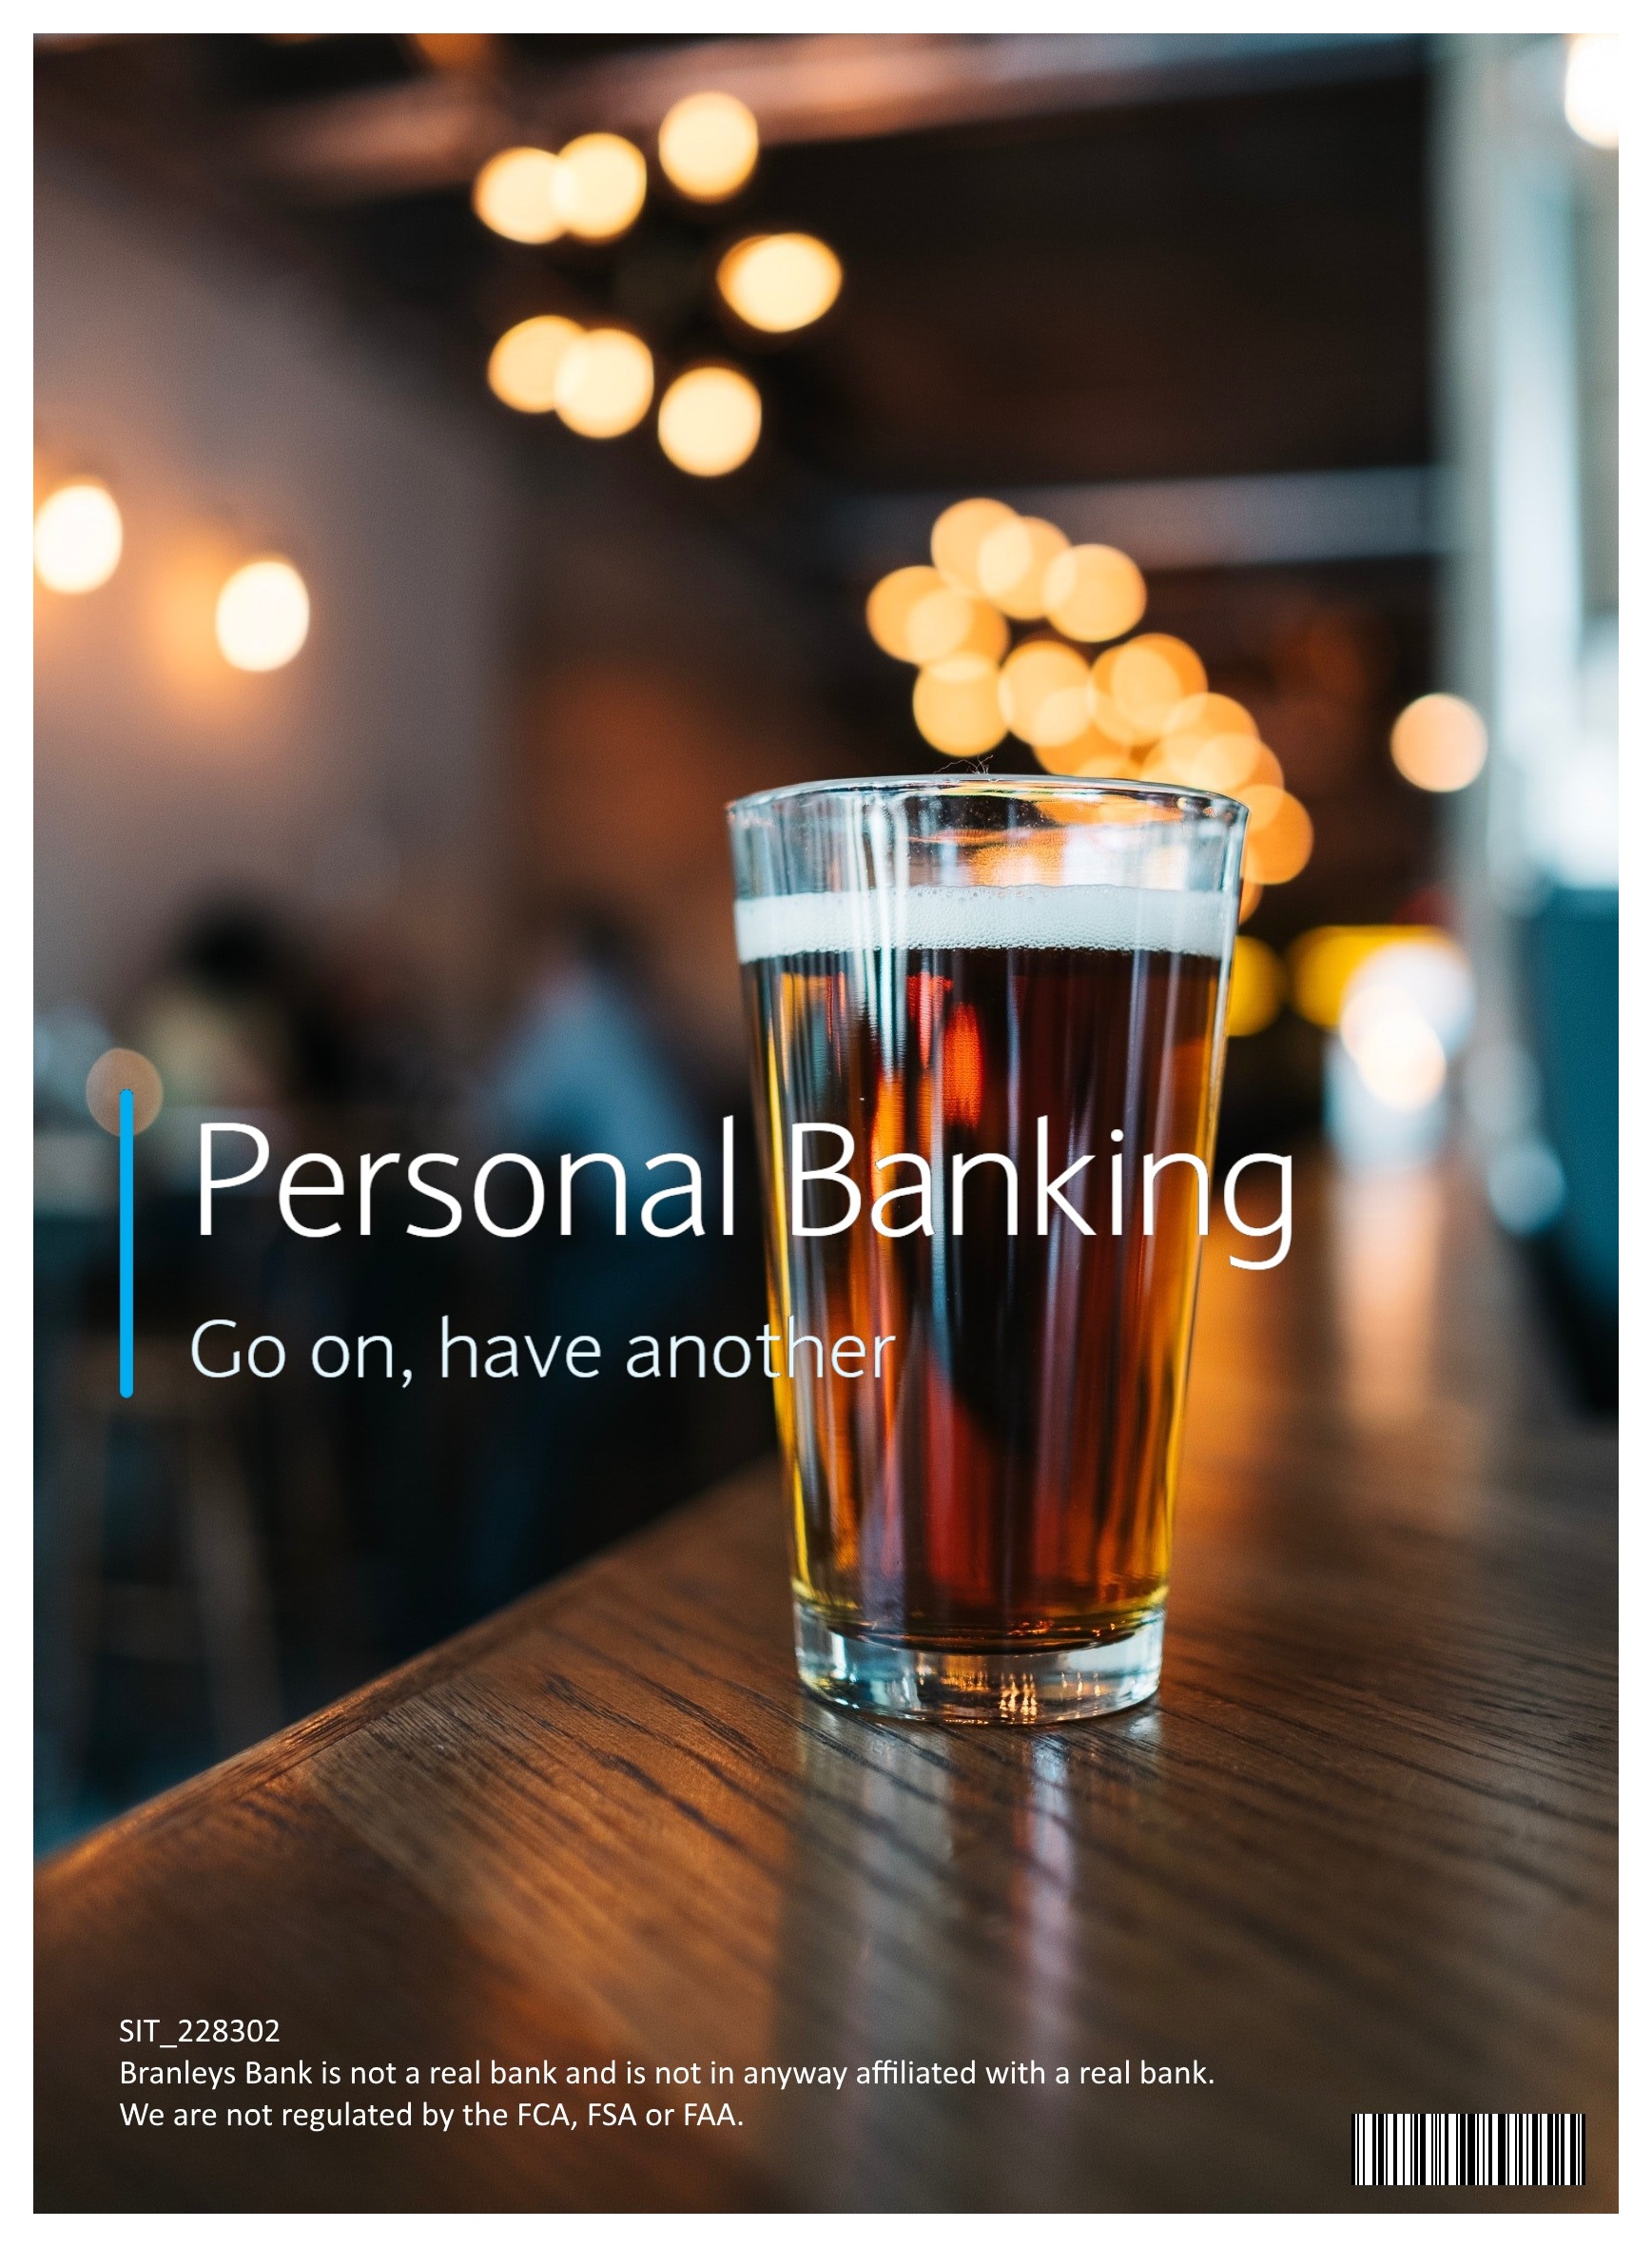 Personal Banking
Go on, have another
SIT_228302
Branleys Bank is not a real bank and is not in anyway affiliated with a real bank.
We are not regulated by the FCA, FSA or FAA.